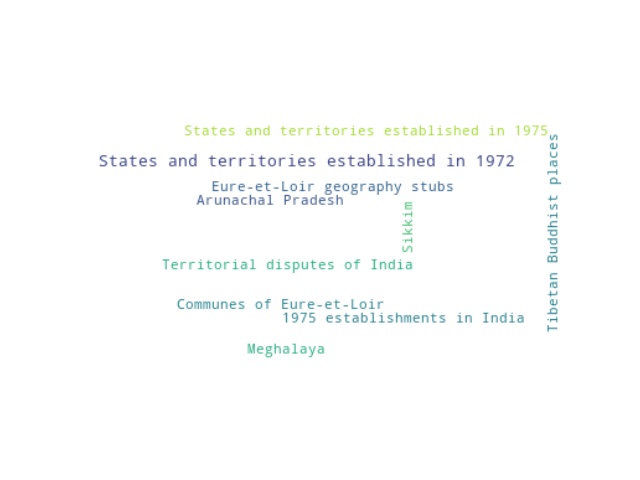 States and territories established in 1975
States and territories established in 1972
Eure-et-Loir geography stubs
Arunachal Pradesh
Sikkim
Tibetan Buddhist places
Territorial disputes of India
Communes of Eure-et-Loir
1975 establishments in India
Meghalaya